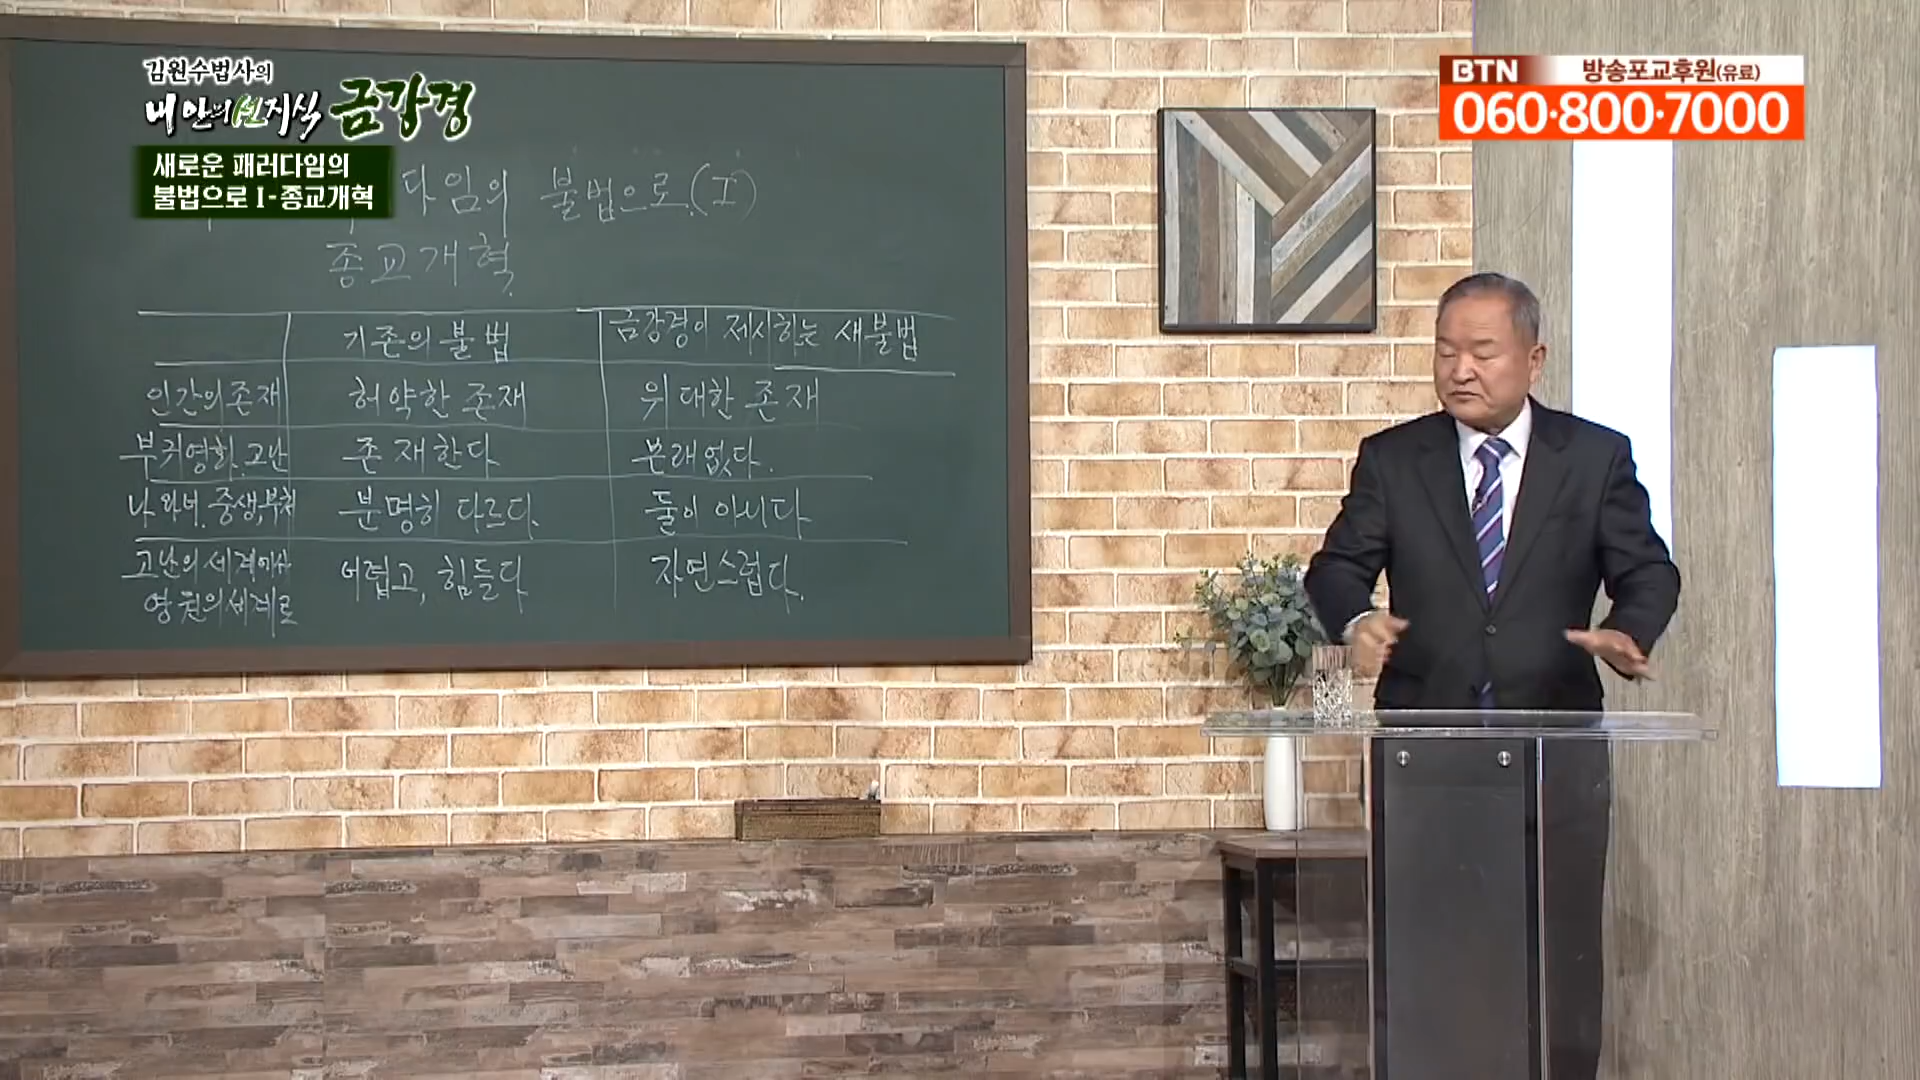 김원수법사의
내 안의 선지식 금강경
새로운 패러다임의
불법으로 I - 종교개혁
BTN 방송포교후원(유료)
060·800·7000
다임의 불법으로.(I)
종교개혁
기존의 불법 금강경이 제시하는 새불법
인간의 존재 허약한 존재 위대한 존재
부귀영화. 고난 존재한다 본래 없다.
나와 너. 중생, 부처 분명히 다르다. 둘이 아니다
고난의 세계에서
영원의 세계로 어렵고, 힘들다 자연스럽다.